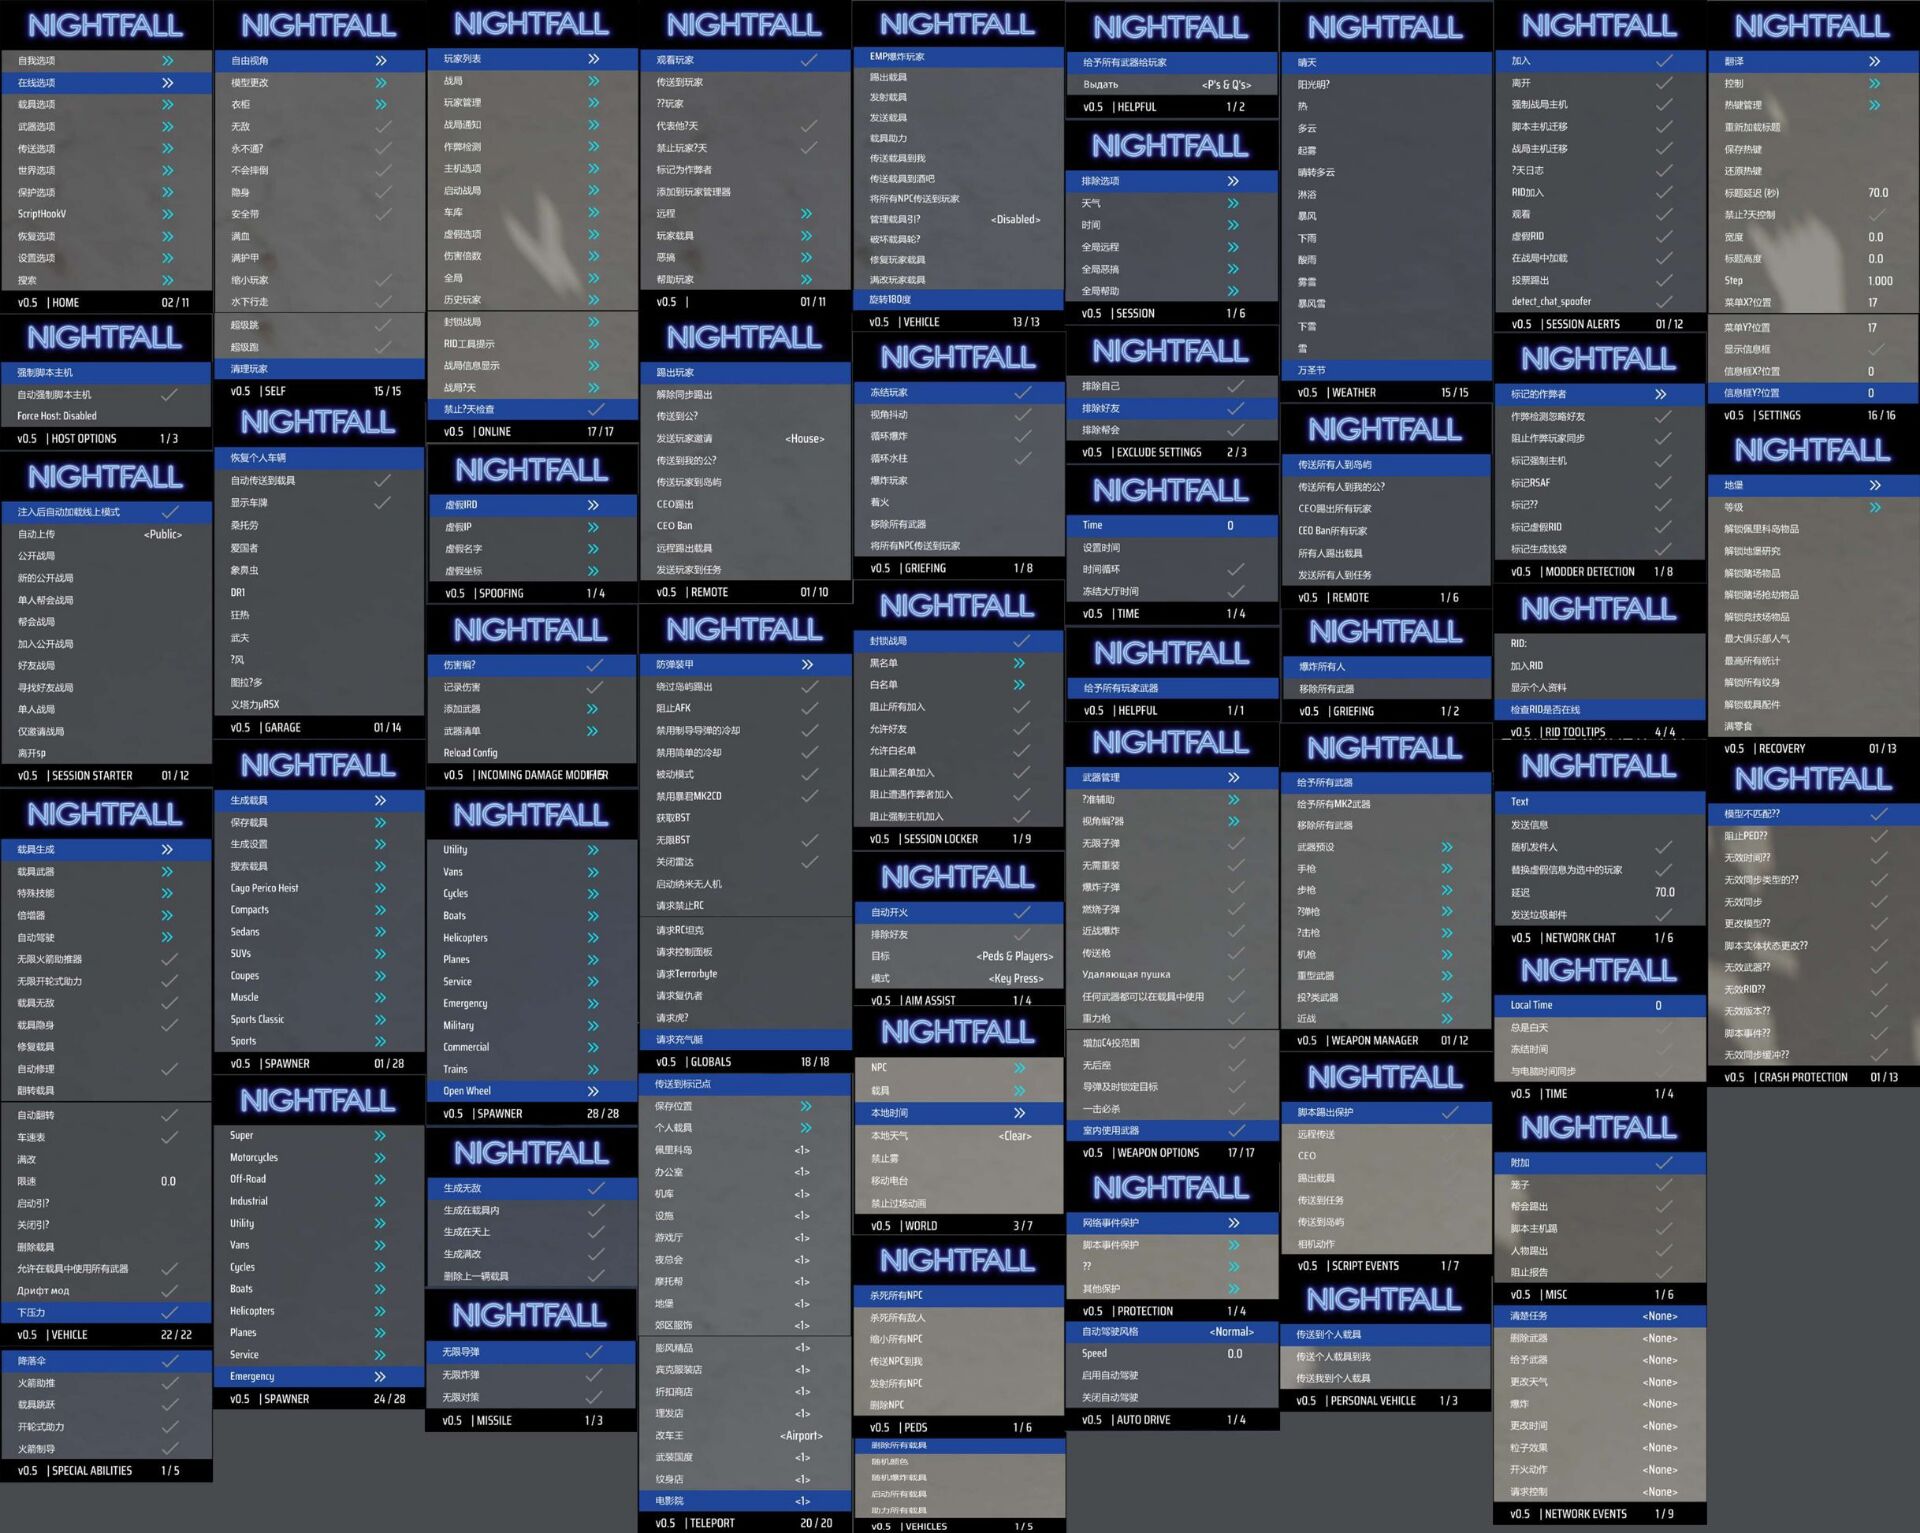 NIGHTFALL
自我选项
在线选项
载具选项
武器选项
传送选项
世界选项
保护选项
ScriptHookV
恢复选项
设置选项
搜索
v0.5 | HOME 02 / 11
NIGHTFALL
强制脚本主机
自动强制脚本主机
Force Host: Disabled
v0.5 | HOST OPTIONS 1 / 3
NIGHTFALL
注入后自动加载线上模式
自动上传 <Public>
公开战局
新的公开战局
单人帮会战局
帮会战局
加入公开战局
好友战局
寻找好友战局
单人战局
仅邀请战局
离开sp
v0.5 | SESSION STARTER 01 / 12
NIGHTFALL
载具生成
载具武器
特殊技能
倍增器
自动驾驶
无限火箭助推器
无限开轮式助力
载具无敌
载具隐身
修复载具
自动修理
翻转载具
自动翻转
车速表
满改
限速 0.0
启动引?
关闭引?
删除载具
允许在载具中使用所有武器
Дрифт мод
下压力
v0.5 | VEHICLE 22 / 22
降落伞
火箭助推
载具跳跃
开轮式助力
火箭制导
v0.5 | SPECIAL ABILITIES 1 / 5
NIGHTFALL
自由视角
模型更改
衣柜
无敌
永不通?
不会摔倒
隐身
安全带
满血
满护甲
缩小玩家
水下行走
超级跳
超级跑
清理玩家
v0.5 | SELF 15 / 15
NIGHTFALL
恢复个人车辆
自动传送到载具
显示车牌
桑托劳
爱国者
象鼻虫
DR1
狂热
武夫
?风
图拉?多
义塔力μRSX
v0.5 | GARAGE 01 / 14
NIGHTFALL
生成载具
保存载具
生成设置
搜索载具
Cayo Perico Heist
Compacts
Sedans
SUVs
Coupes
Muscle
Sports Classic
Sports
v0.5 | SPAWNER 01 / 28
NIGHTFALL
Super
Motorcycles
Off-Road
Industrial
Utility
Vans
Cycles
Boats
Helicopters
Planes
Service
Emergency
v0.5 | SPAWNER 24 / 28
NIGHTFALL
玩家列表
战局
玩家管理
战局通知
作弊检测
主机选项
启动战局
车库
虚假选项
伤害倍数
全局
历史玩家
封锁战局
RID工具提示
战局信息显示
战局?天
禁止?天检查
v0.5 | ONLINE 17 / 17
NIGHTFALL
虚假IRD
虚假IP
虚假名字
虚假坐标
v0.5 | SPOOFING 1 / 4
NIGHTFALL
伤害编?
记录伤害
添加武器
武器清单
Reload Config
v0.5 | INCOMING DAMAGE MODIFIER
NIGHTFALL
Utility
Vans
Cycles
Boats
Helicopters
Planes
Service
Emergency
Military
Commercial
Trains
Open Wheel
v0.5 | SPAWNER 28 / 28
NIGHTFALL
生成无敌
生成在载具内
生成在天上
生成满改
删除上一辆载具
NIGHTFALL
无限导弹
无限炸弹
无限对策
v0.5 | MISSILE 1 / 3
NIGHTFALL
观看玩家
传送到玩家
??玩家
代表他?天
禁止玩家?天
标记为作弊者
添加到玩家管理器
远程
玩家载具
恶搞
帮助玩家
v0.5 | 01 / 11
NIGHTFALL
踢出玩家
解除同步踢出
传送到公?
发送玩家邀请 <House>
传送到我的公?
传送玩家到岛屿
CEO踢出
CEO Ban
远程踢出载具
发送玩家到任务
v0.5 | REMOTE 01 / 10
NIGHTFALL
防弹装甲
绕过岛屿踢出
阻止AFK
禁用制导导弹的冷却
禁用简单的冷却
被动模式
禁用暴君MK2CD
获取BST
无限BST
关闭雷达
启动纳米无人机
请求禁止RC
请求RC坦克
请求控制面板
请求Terrorbyte
请求复仇者
请求虎?
请求充气艇
v0.5 | GLOBALS 18 / 18
传送到标记点
保存位置
个人载具
佩里科岛 <1>
办公室 <1>
机库 <1>
设施 <1>
游戏厅 <1>
夜总会 <1>
摩托帮 <1>
地堡 <1>
郊区服饰 <1>
膨风精品 <1>
宾克服装店 <1>
折扣商店 <1>
理发店 <1>
改车王 <Airport>
武装国度 <1>
纹身店 <1>
电影院 <1>
v0.5 | TELEPORT 20 / 20
NIGHTFALL
EMP爆炸玩家
踢出载具
发射载具
发送载具
载具助力
传送载具到我
传送载具到酒吧
将所有NPC传送到玩家
管理载具引? <Disabled>
破坏载具轮?
修复玩家载具
满改玩家载具
旋转180度
v0.5 | VEHICLE 13 / 13
NIGHTFALL
冻结玩家
视角抖动
循环爆炸
循环水柱
爆炸玩家
着火
移除所有武器
将所有NPC传送到玩家
v0.5 | GRIEFING 1 / 8
NIGHTFALL
封锁战局
黑名单
白名单
阻止所有加入
允许好友
允许白名单
阻止黑名单加入
阻止遭遇作弊者加入
阻止强制主机加入
v0.5 | SESSION LOCKER 1 / 9
NIGHTFALL
自动开火
排除好友
目标 <Peds & Players>
模式 <Key Press>
v0.5 | AIM ASSIST 1 / 4
NIGHTFALL
NPC
载具
本地时间
本地天气 <Clear>
禁止雾
移动电台
禁止过场动画
v0.5 | WORLD 3 / 7
NIGHTFALL
杀死所有NPC
杀死所有敌人
缩小所有NPC
传送NPC到我
发射所有NPC
删除NPC
v0.5 | PEDS 1 / 6
删除所有载具
随机颜色
随机爆炸载具
启动所有载具
助力所有载具
v0.5 | VEHICLES 1 / 5
NIGHTFALL
给予所有武器给玩家
Выдать <P's & Q's>
v0.5 | HELPFUL 1 / 2
NIGHTFALL
排除选项
天气
时间
全局远程
全局恶搞
全局帮助
v0.5 | SESSION 1 / 6
NIGHTFALL
排除自己
排除好友
排除帮会
v0.5 | EXCLUDE SETTINGS 2 / 3
NIGHTFALL
Time 0
设置时间
时间循环
冻结大厅时间
v0.5 | TIME 1 / 4
NIGHTFALL
给予所有玩家武器
v0.5 | HELPFUL 1 / 1
NIGHTFALL
武器管理
?准辅助
视角编?器
无限子弹
无需重装
爆炸子弹
燃烧子弹
近战爆炸
传送枪
Удаляющая пушка
任何武器都可以在载具中使用
重力枪
增加C4投范围
无后座
导弹及时锁定目标
一击必杀
室内使用武器
v0.5 | WEAPON OPTIONS 17 / 17
NIGHTFALL
网络事件保护
脚本事件保护
??
其他保护
v0.5 | PROTECTION 1 / 4
自动驾驶风格 <Normal>
Speed 0.0
启用自动驾驶
关闭自动驾驶
v0.5 | AUTO DRIVE 1 / 4
NIGHTFALL
晴天
阳光明?
热
多云
起雾
晴转多云
淋浴
暴风
下雨
酸雨
雾雪
暴风雪
下雪
雪
万圣节
v0.5 | WEATHER 15 / 15
NIGHTFALL
传送所有人到岛屿
传送所有人到我的公?
CEO踢出所有玩家
CEO Ban所有玩家
所有人踢出载具
发送所有人到任务
v0.5 | REMOTE 1 / 6
NIGHTFALL
爆炸所有人
移除所有武器
v0.5 | GRIEFING 1 / 2
NIGHTFALL
给予所有武器
给予所有MK2武器
移除所有武器
武器预设
手枪
步枪
?弹枪
?击枪
机枪
重型武器
投?类武器
近战
v0.5 | WEAPON MANAGER 01 / 12
NIGHTFALL
脚本踢出保护
远程传送
CEO
踢出载具
传送到任务
传送到岛屿
相机动作
v0.5 | SCRIPT EVENTS 1 / 7
NIGHTFALL
传送到个人载具
传送个人载具到我
传送我到个人载具
v0.5 | PERSONAL VEHICLE 1 / 3
NIGHTFALL
加入
离开
强制战局主机
脚本主机迁移
战局主机迁移
?天日志
RID加入
观看
虚假RID
在战局中加载
投票踢出
detect_chat_spoofer
v0.5 | SESSION ALERTS 01 / 12
NIGHTFALL
标记的作弊者
作弊检测忽略好友
阻止作弊玩家同步
标记强制主机
标记RSAF
标记??
标记虚假RID
标记生成钱袋
v0.5 | MODDER DETECTION 1 / 8
NIGHTFALL
RID:
加入RID
显示个人资料
检查RID是否在线
v0.5 | RID TOOLTIPS 4 / 4
NIGHTFALL
Text
发送信息
随机发件人
替换虚假信息为选中的玩家
延迟 70.0
发送垃圾邮件
v0.5 | NETWORK CHAT 1 / 6
NIGHTFALL
Local Time 0
总是白天
冻结时间
与电脑时间同步
v0.5 | TIME 1 / 4
NIGHTFALL
附加
笼子
帮会踢出
脚本主机踢
人物踢出
阻止报告
v0.5 | MISC 1 / 6
清楚任务 <None>
删除武器 <None>
给予武器 <None>
更改天气 <None>
爆炸 <None>
更改时间 <None>
粒子效果 <None>
开火动作 <None>
请求控制 <None>
v0.5 | NETWORK EVENTS 1 / 9
NIGHTFALL
翻译
控制
热键管理
重新加载标题
保存热键
还原热键
标题延迟 (秒) 70.0
禁止?天控制
宽度 0.0
标题高度 0.0
Step 1.000
菜单X?位置 17
菜单Y?位置 17
显示信息框
信息框X?位置 0
信息框Y?位置 0
v0.5 | SETTINGS 16 / 16
NIGHTFALL
地堡
等级
解锁佩里科岛物品
解锁地堡研究
解锁赌场物品
解锁赌场抢劫物品
解锁竞技场物品
最大俱乐部人气
最高所有统计
解锁所有纹身
解锁载具配件
满零食
v0.5 | RECOVERY 01 / 13
NIGHTFALL
模型不匹配??
阻止PED??
无效时间??
无效同步类型的??
无效同步
更改模型??
脚本实体状态更改??
无效武器??
无效RID??
无效版本??
脚本事件??
无效同步缓冲??
v0.5 | CRASH PROTECTION 01 / 13